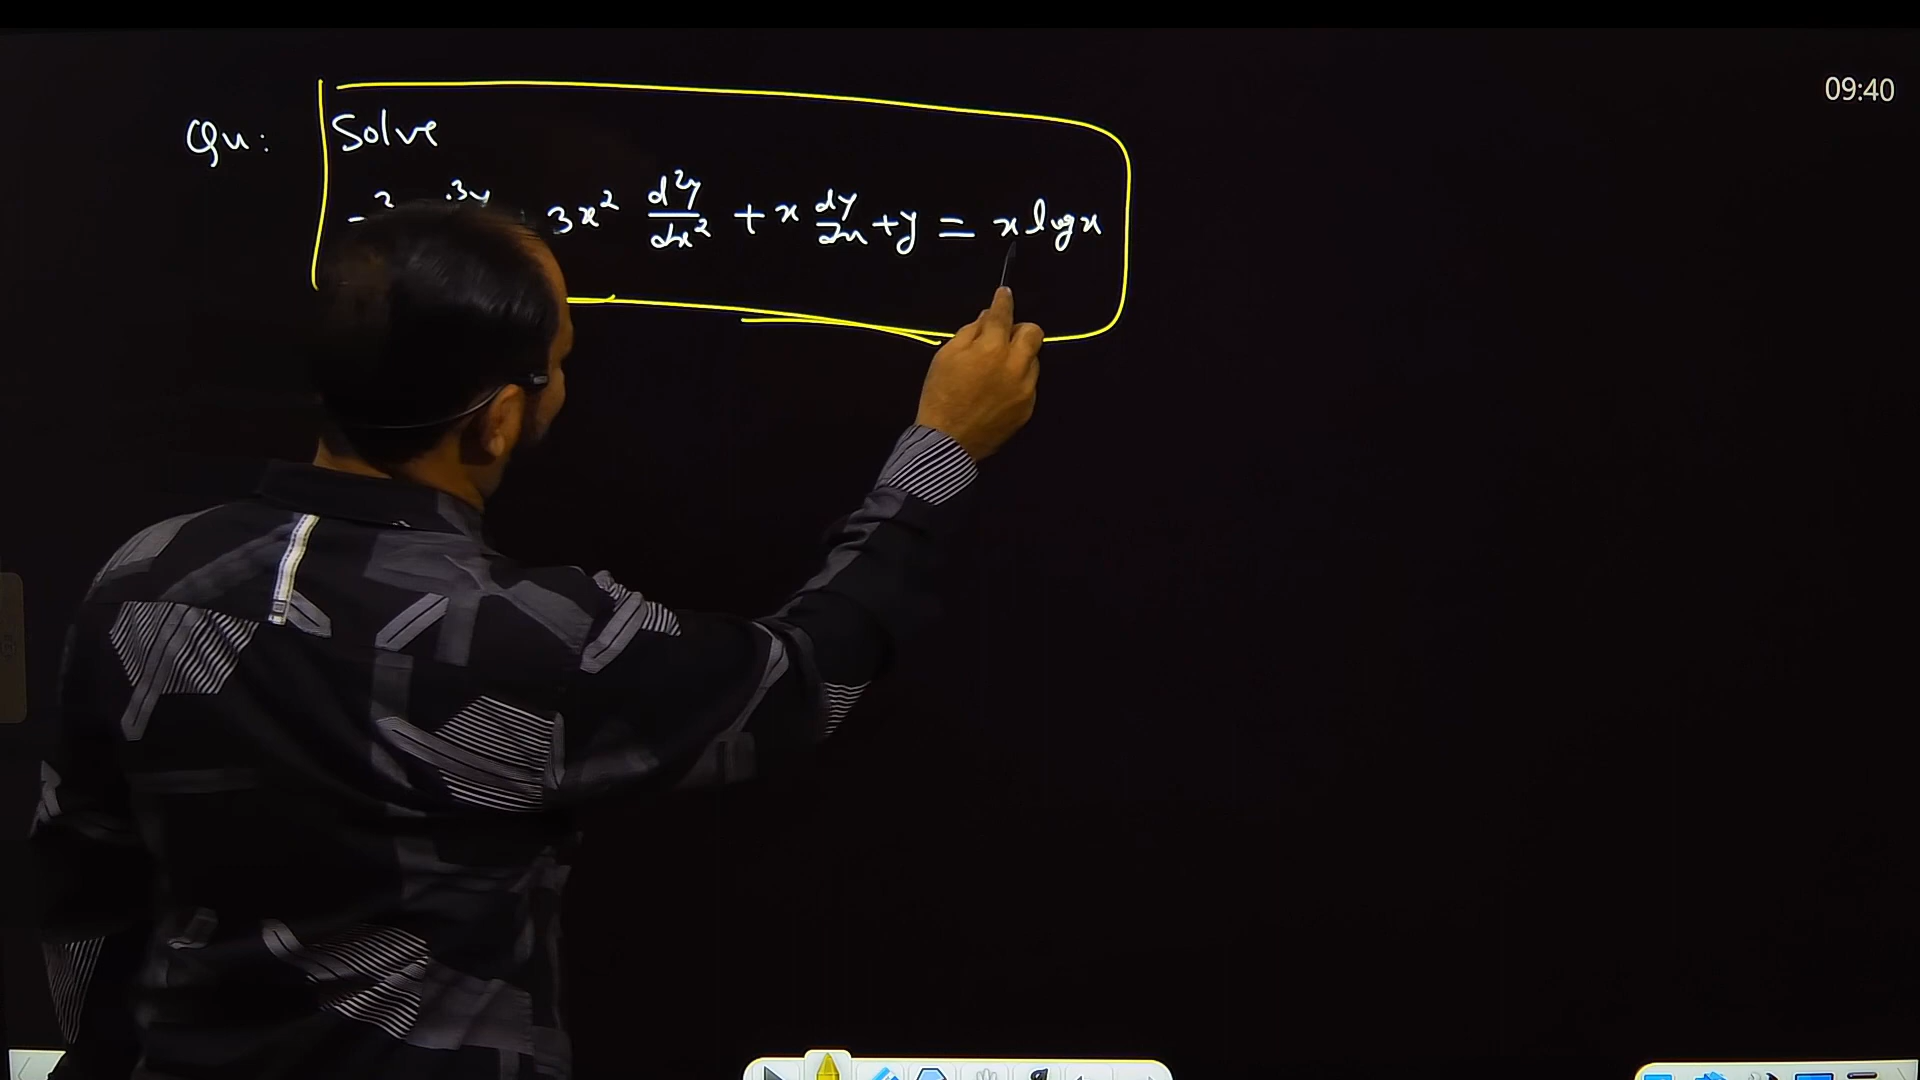 09:40
Qu: Solve
3x² d²y/dx² + x dy/dx + y = x log x